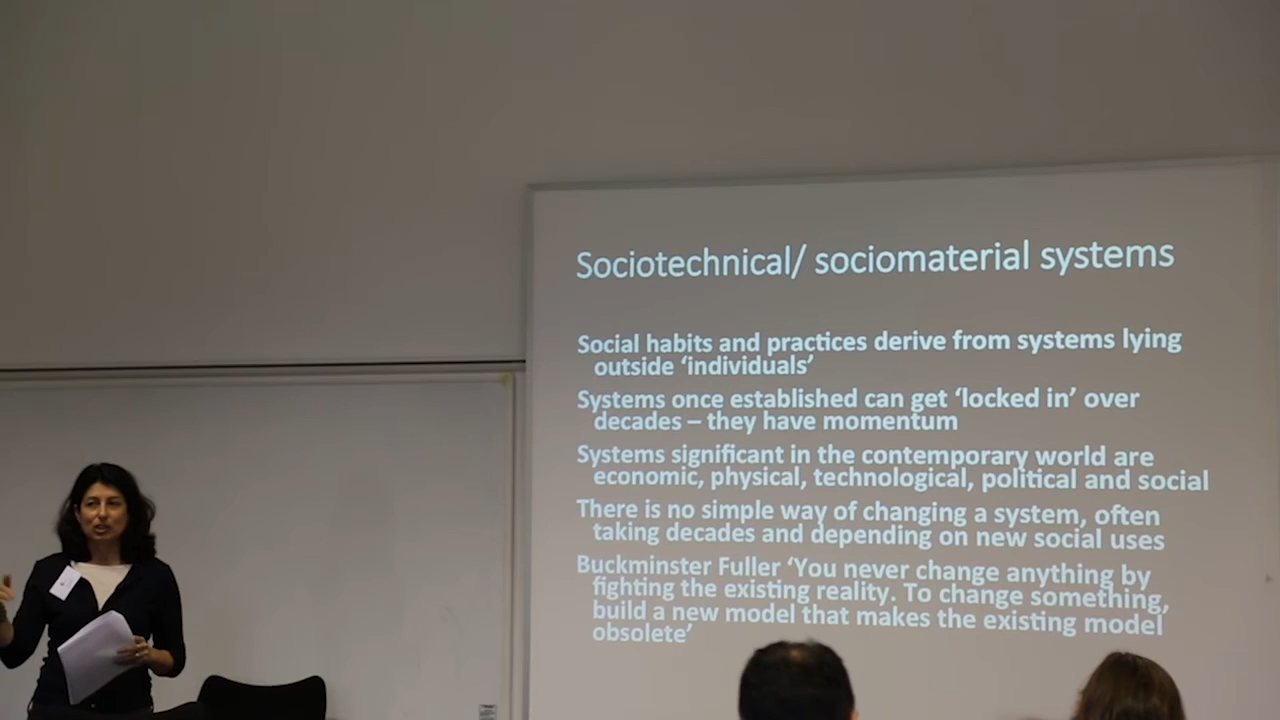 Sociotechnical/ sociomaterial systems
Social habits and practices derive from systems lying
outside ‘individuals’
Systems once established can get ‘locked in’ over
decades – they have momentum
Systems significant in the contemporary world are
economic, physical, technological, political and social
There is no simple way of changing a system, often
taking decades and depending on new social uses
Buckminster Fuller ‘You never change anything by
fighting the existing reality. To change something,
build a new model that makes the existing model
obsolete’